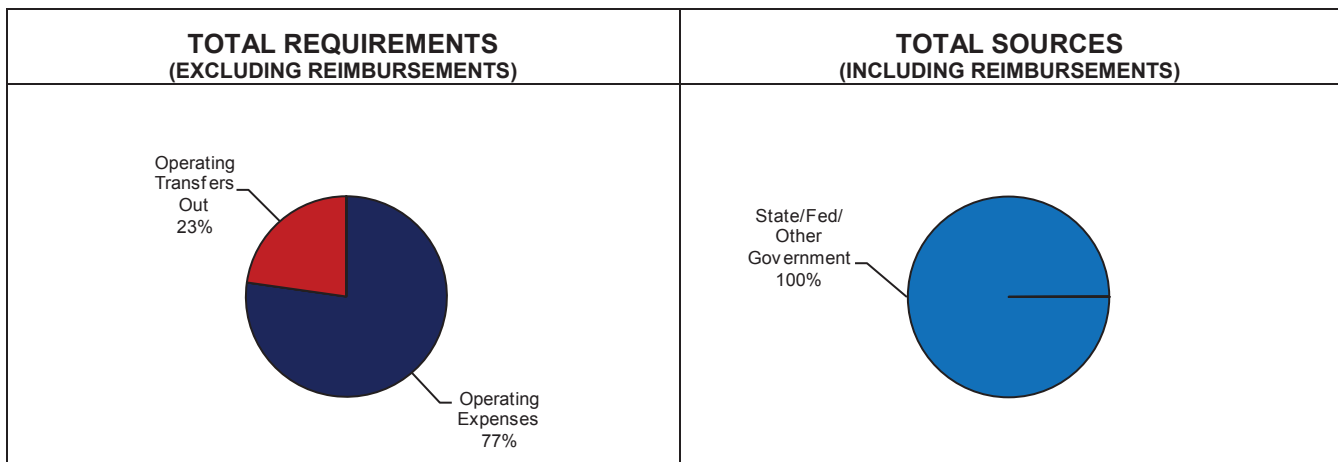 TOTAL REQUIREMENTS
(EXCLUDING REIMBURSEMENTS)
Operating
Transfers
Out
23%
Operating
Expenses
77%
TOTAL SOURCES
(INCLUDING REIMBURSEMENTS)
State/Fed/
Other
Government
100%